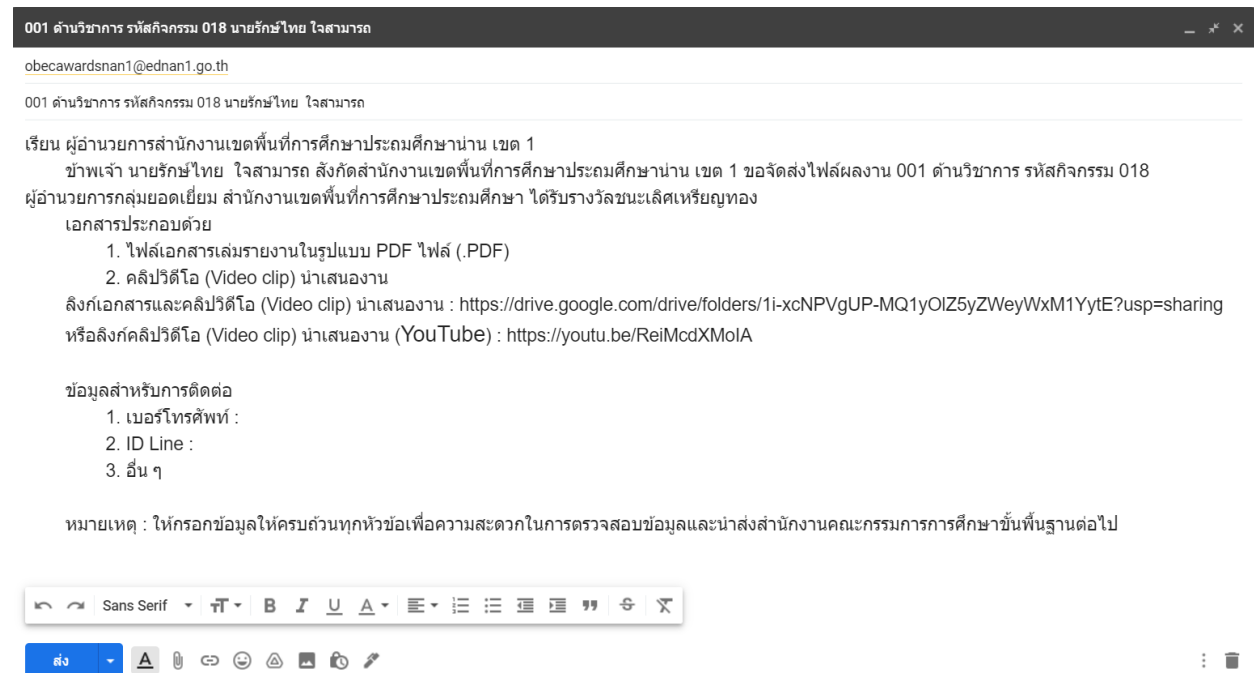 001 ด้านวิชาการ รหัสกิจกรรม 018 นายรักษ์ไทย ใจสามารถ
obecawardsnan1@ednan1.go.th
001 ด้านวิชาการ รหัสกิจกรรม 018 นายรักษ์ไทย ใจสามารถ
เรียน ผู้อำนวยการสำนักงานเขตพื้นที่การศึกษาประถมศึกษาน่าน เขต 1
ข้าพเจ้า นายรักษ์ไทย ใจสามารถ สังกัดสำนักงานเขตพื้นที่การศึกษาประถมศึกษาน่าน เขต 1 ขอจัดส่งไฟล์ผลงาน 001 ด้านวิชาการ รหัสกิจกรรม 018
ผู้อำนวยการกลุ่มยอดเยี่ยม สำนักงานเขตพื้นที่การศึกษาประถมศึกษา ได้รับรางวัลชนะเลิศเหรียญทอง
เอกสารประกอบด้วย
1. ไฟล์เอกสารเล่มรายงานในรูปแบบ PDF ไฟล์ (.PDF)
2. คลิปวิดีโอ (Video clip) นำเสนองาน
ลิงก์เอกสารและคลิปวิดีโอ (Video clip) นำเสนองาน : https://drive.google.com/drive/folders/1i-xcNPVgUP-MQ1yOlZ5yZWeyWxM1YytE?usp=sharing
หรือลิงก์คลิปวิดีโอ (Video clip) นำเสนองาน (YouTube) : https://youtu.be/ReiMcdXMoIA
ข้อมูลสำหรับการติดต่อ
1. เบอร์โทรศัพท์ :
2. ID Line :
3. อื่น ๆ
หมายเหตุ : ให้กรอกข้อมูลให้ครบถ้วนทุกหัวข้อเพื่อความสะดวกในการตรวจสอบข้อมูลและนำส่งสำนักงานคณะกรรมการการศึกษาขั้นพื้นฐานต่อไป
Sans Serif
ส่ง